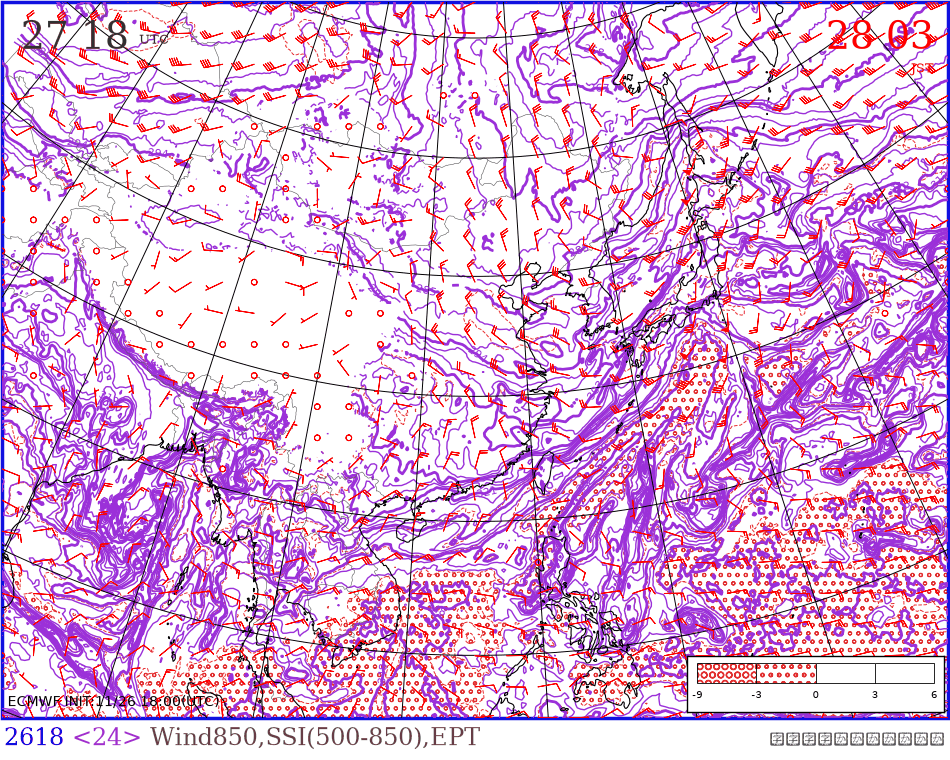 27 18 UTC 28 03
JST
ECMWF.INIT:11/26 18:00(UTC)
-9 -3 0 3 6
2618 <24> Wind850,SSI(500-850),EPT